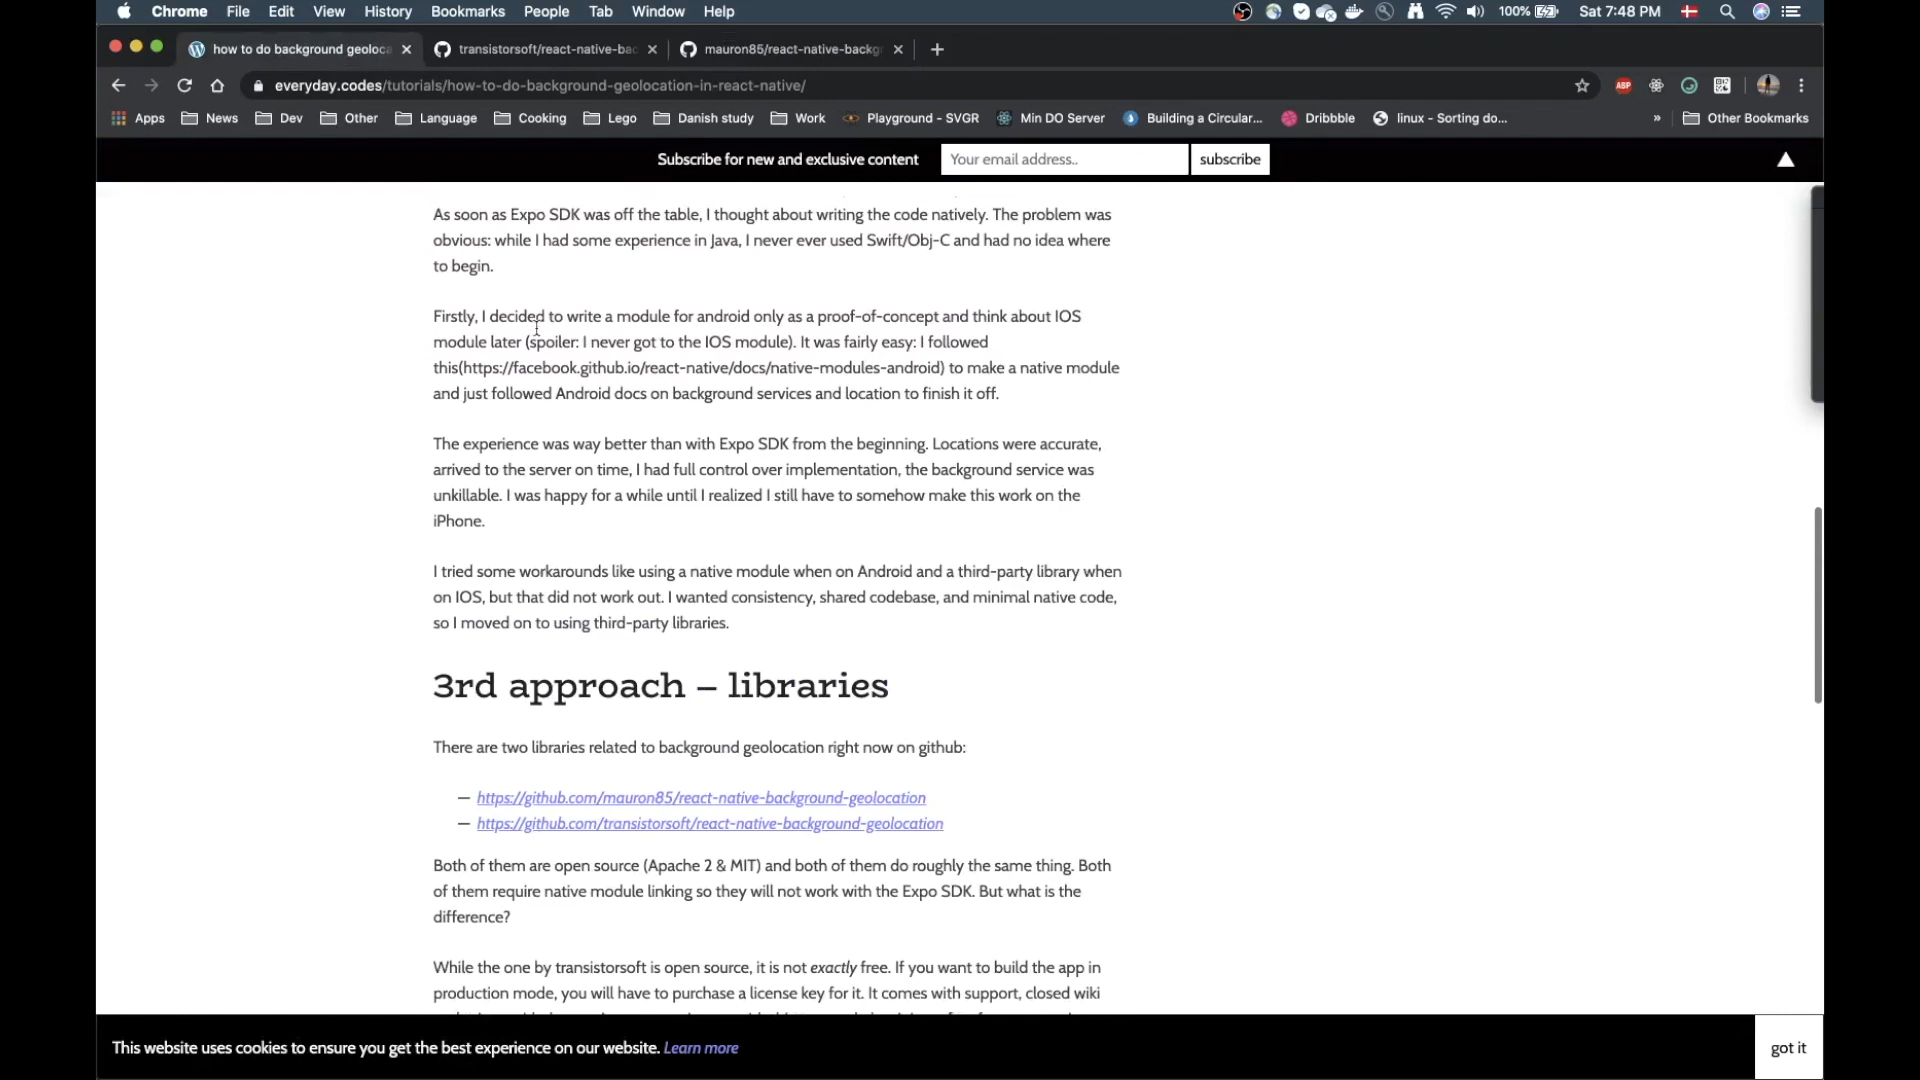 Chrome File Edit View History Bookmarks People Tab Window Help 100% Sat 7:48 PM
how to do background geoloca transistorsoft/react-native-bac mauron85/react-native-backg
everyday.codes/tutorials/how-to-do-background-geolocation-in-react-native/ ABP
Apps News Dev Other Language Cooking Lego Danish study Work Playground - SVGR Min DO Server Building a Circular... Dribbble linux - Sorting do... » Other Bookmarks
Subscribe for new and exclusive content Your email address.. subscribe
As soon as Expo SDK was off the table, I thought about writing the code natively. The problem was
obvious: while I had some experience in Java, I never ever used Swift/Obj-C and had no idea where
to begin.
Firstly, I decided to write a module for android only as a proof-of-concept and think about IOS
module later (spoiler: I never got to the IOS module). It was fairly easy: I followed
this(https://facebook.github.io/react-native/docs/native-modules-android) to make a native module
and just followed Android docs on background services and location to finish it off.
The experience was way better than with Expo SDK from the beginning. Locations were accurate,
arrived to the server on time, I had full control over implementation, the background service was
unkillable. I was happy for a while until I realized I still have to somehow make this work on the
iPhone.
I tried some workarounds like using a native module when on Android and a third-party library when
on IOS, but that did not work out. I wanted consistency, shared codebase, and minimal native code,
so I moved on to using third-party libraries.
3rd approach – libraries
There are two libraries related to background geolocation right now on github:
— https://github.com/mauron85/react-native-background-geolocation
— https://github.com/transistorsoft/react-native-background-geolocation
Both of them are open source (Apache 2 & MIT) and both of them do roughly the same thing. Both
of them require native module linking so they will not work with the Expo SDK. But what is the
difference?
While the one by transistorsoft is open source, it is not exactly free. If you want to build the app in
production mode, you will have to purchase a license key for it. It comes with support, closed wiki
This website uses cookies to ensure you get the best experience on our website. Learn more got it